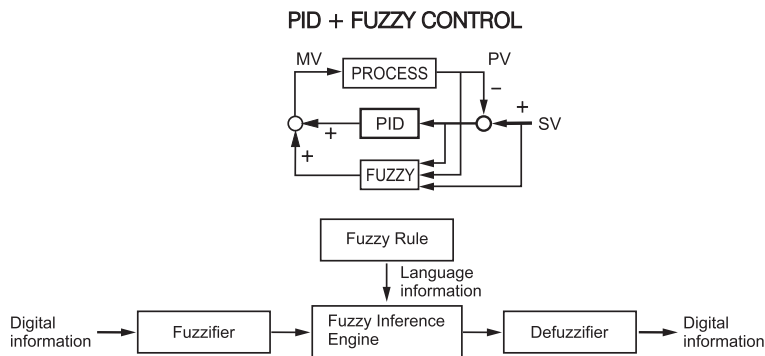 PID + FUZZY CONTROL
MV
PV
PROCESS
−
+
PID
SV
+
+
FUZZY
Fuzzy Rule
Language
information
Digital
information
Fuzzifier
Fuzzy Inference
Engine
Defuzzifier
Digital
information